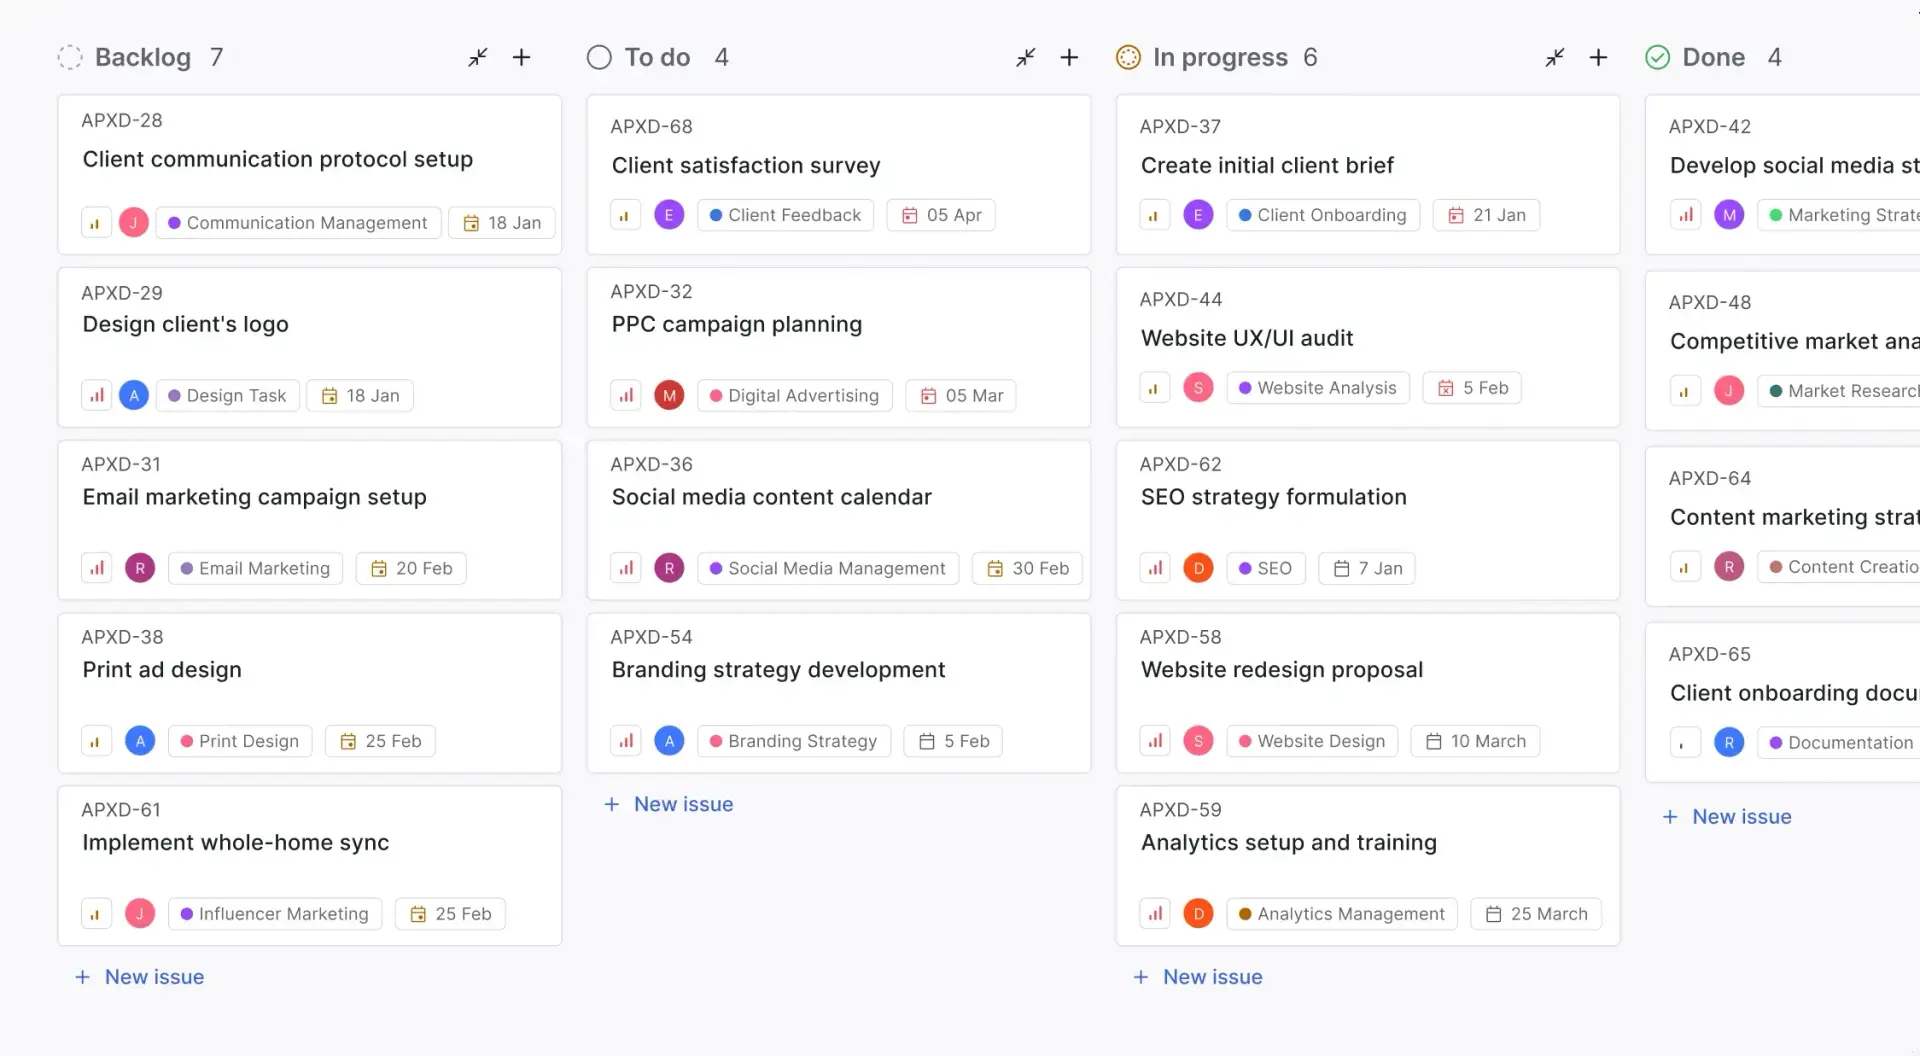 Backlog 7
APXD-28
Client communication protocol setup
J Communication Management 18 Jan
APXD-29
Design client's logo
A Design Task 18 Jan
APXD-31
Email marketing campaign setup
R Email Marketing 20 Feb
APXD-38
Print ad design
A Print Design 25 Feb
APXD-61
Implement whole-home sync
J Influencer Marketing 25 Feb
+ New issue
To do 4
APXD-68
Client satisfaction survey
E Client Feedback 05 Apr
APXD-32
PPC campaign planning
M Digital Advertising 05 Mar
APXD-36
Social media content calendar
R Social Media Management 30 Feb
APXD-54
Branding strategy development
A Branding Strategy 5 Feb
+ New issue
In progress 6
APXD-37
Create initial client brief
E Client Onboarding 21 Jan
APXD-44
Website UX/UI audit
S Website Analysis 5 Feb
APXD-62
SEO strategy formulation
D SEO 7 Jan
APXD-58
Website redesign proposal
S Website Design 10 March
APXD-59
Analytics setup and training
D Analytics Management 25 March
+ New issue
Done 4
APXD-42
Develop social media st
M Marketing Strate
APXD-48
Competitive market ana
J Market Research
APXD-64
Content marketing strat
R Content Creatio
APXD-65
Client onboarding docu
R Documentation
+ New issue